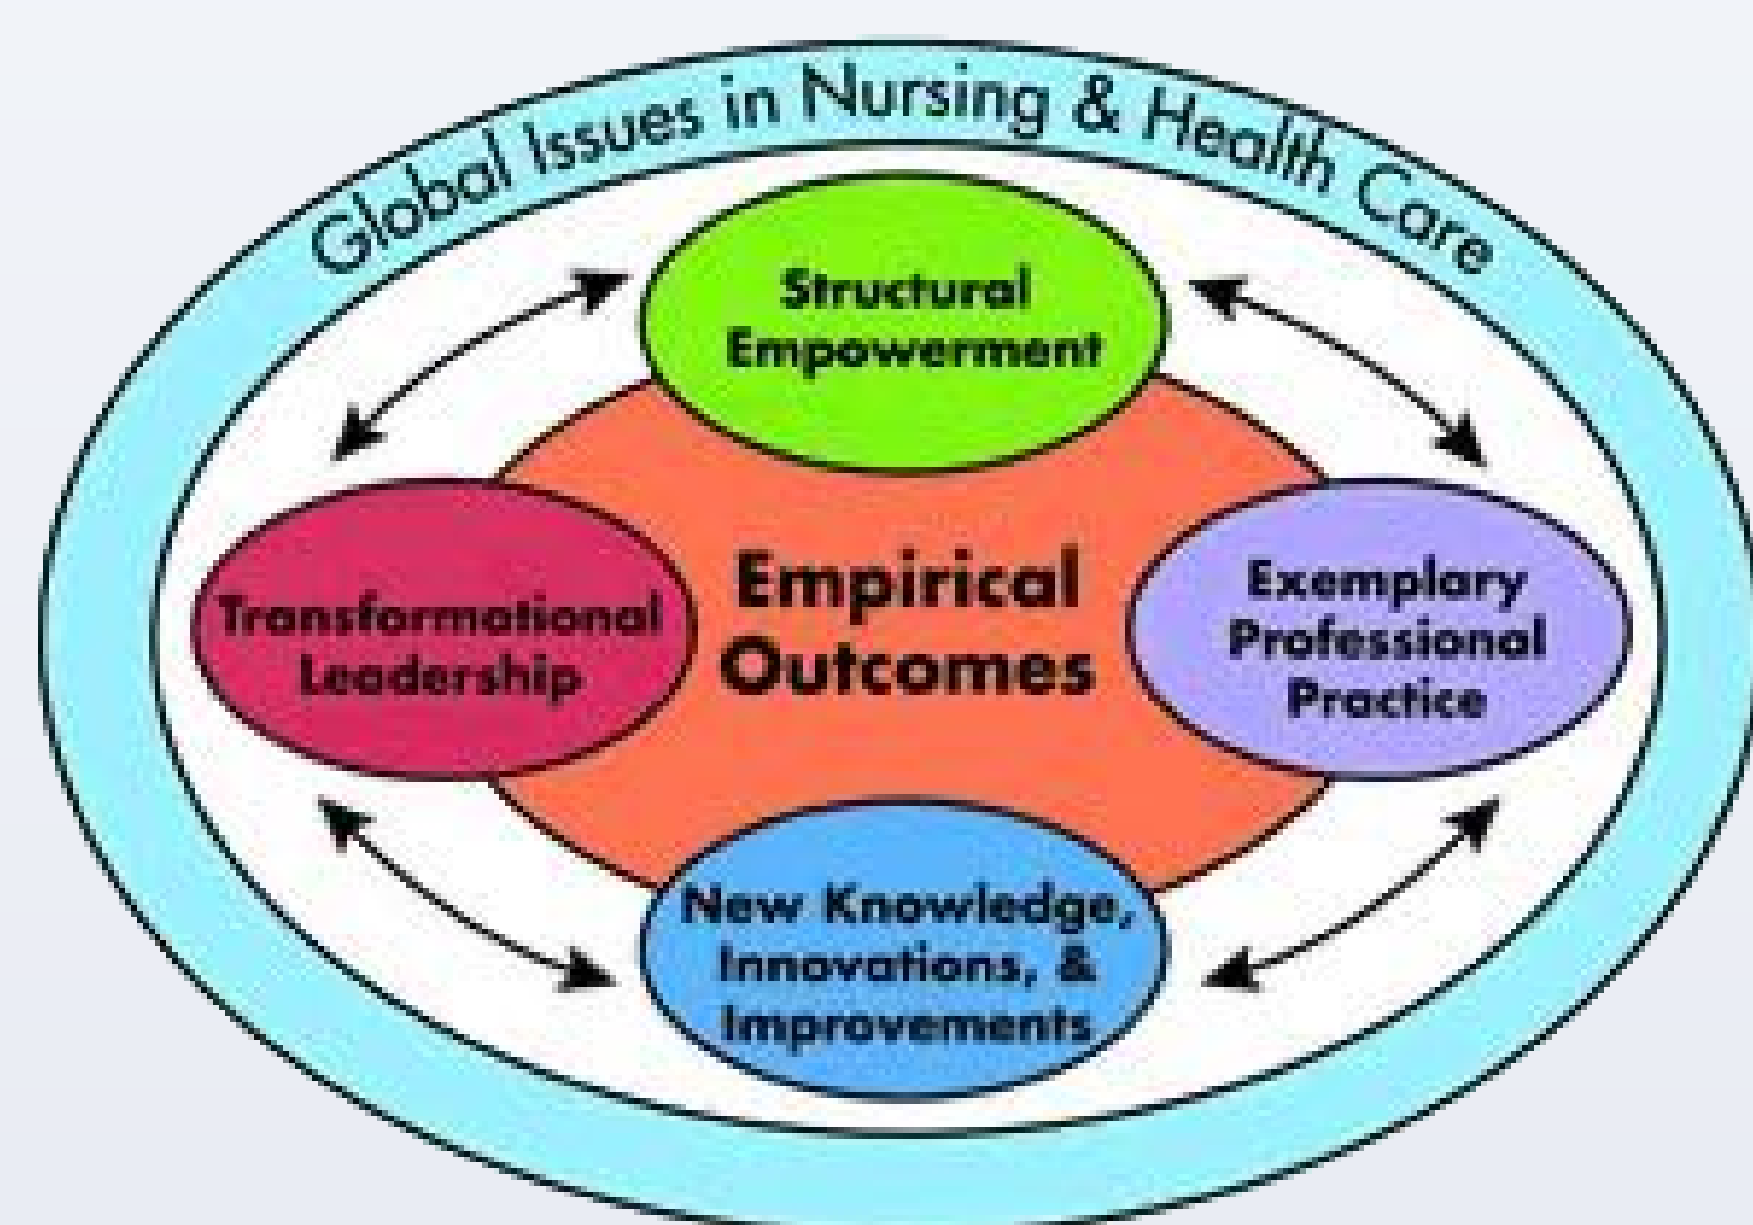 Global Issues in Nursing & Health Care
Structural
Empowerment
Transformational
Leadership
Empirical
Outcomes
Exemplary
Professional
Practice
New Knowledge,
Innovations, &
Improvements